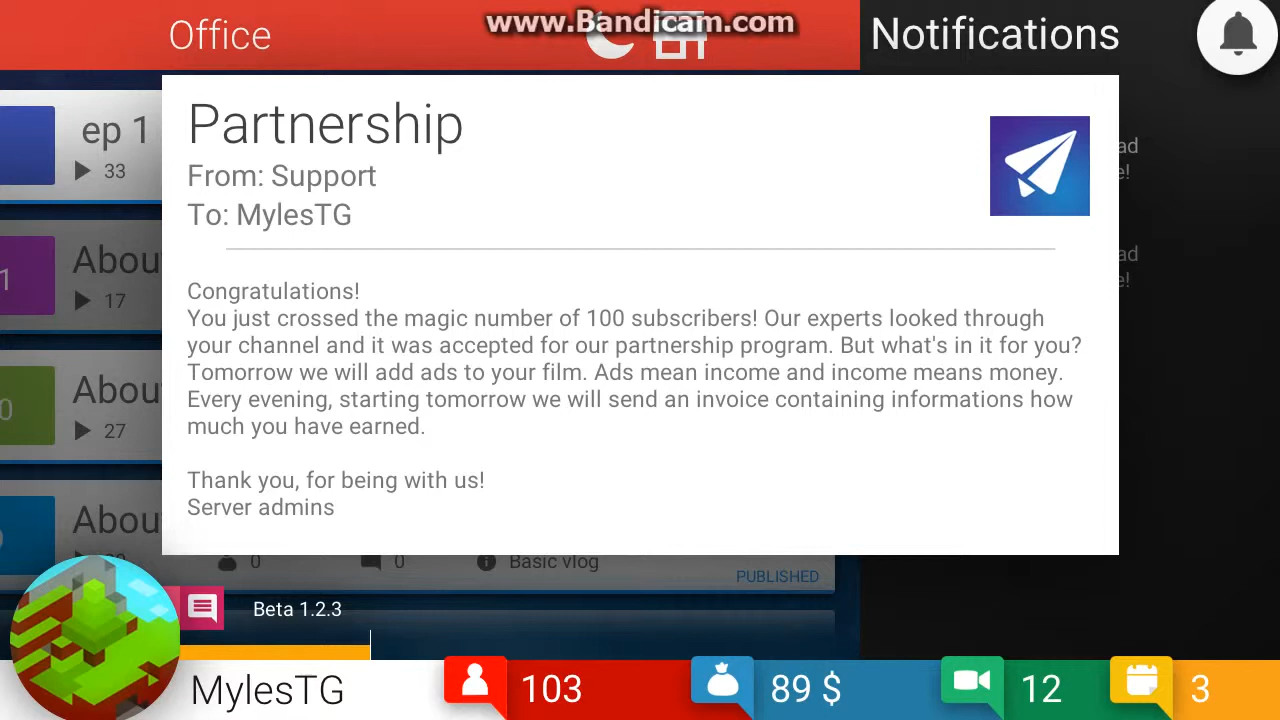 Office
www.Bandicam.com
Notifications
Partnership
From: Support
To: MylesTG
Congratulations!
You just crossed the magic number of 100 subscribers! Our experts looked through
your channel and it was accepted for our partnership program. But what's in it for you?
Tomorrow we will add ads to your film. Ads mean income and income means money.
Every evening, starting tomorrow we will send an invoice containing informations how
much you have earned.
Thank you, for being with us!
Server admins
ep 1
33
1
Abou
17
0
Abou
27
Abou
ad
e!
ad
e!
0
0
Basic vlog
PUBLISHED
Beta 1.2.3
MylesTG
103
89 $
12
3